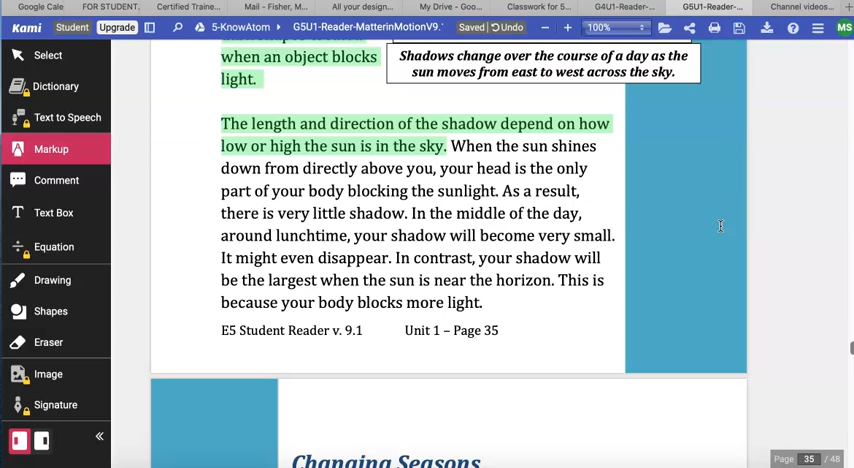 Google Cale
FOR STUDENT.
Certified Traine...
Mail - Fisher, M...
All your design...
My Drive - Goo...
Classwork for 5...
G4U1-Reader-...
G5U1-Reader-...
Channel videos...
Kami
Student
Upgrade
5-KnowAtom
G5U1-Reader-MatterinMotionV9.
Saved
Undo
100%
MS
Select
Dictionary
Text to Speech
Markup
Comment
Text Box
Equation
Drawing
Shapes
Eraser
Image
Signature
when an object blocks
light.
Shadows change over the course of a day as the
sun moves from east to west across the sky.
The length and direction of the shadow depend on how
low or high the sun is in the sky. When the sun shines
down from directly above you, your head is the only
part of your body blocking the sunlight. As a result,
there is very little shadow. In the middle of the day,
around lunchtime, your shadow will become very small.
It might even disappear. In contrast, your shadow will
be the largest when the sun is near the horizon. This is
because your body blocks more light.
E5 Student Reader v. 9.1 Unit 1 – Page 35
Changing Seasons
Page 35 / 48